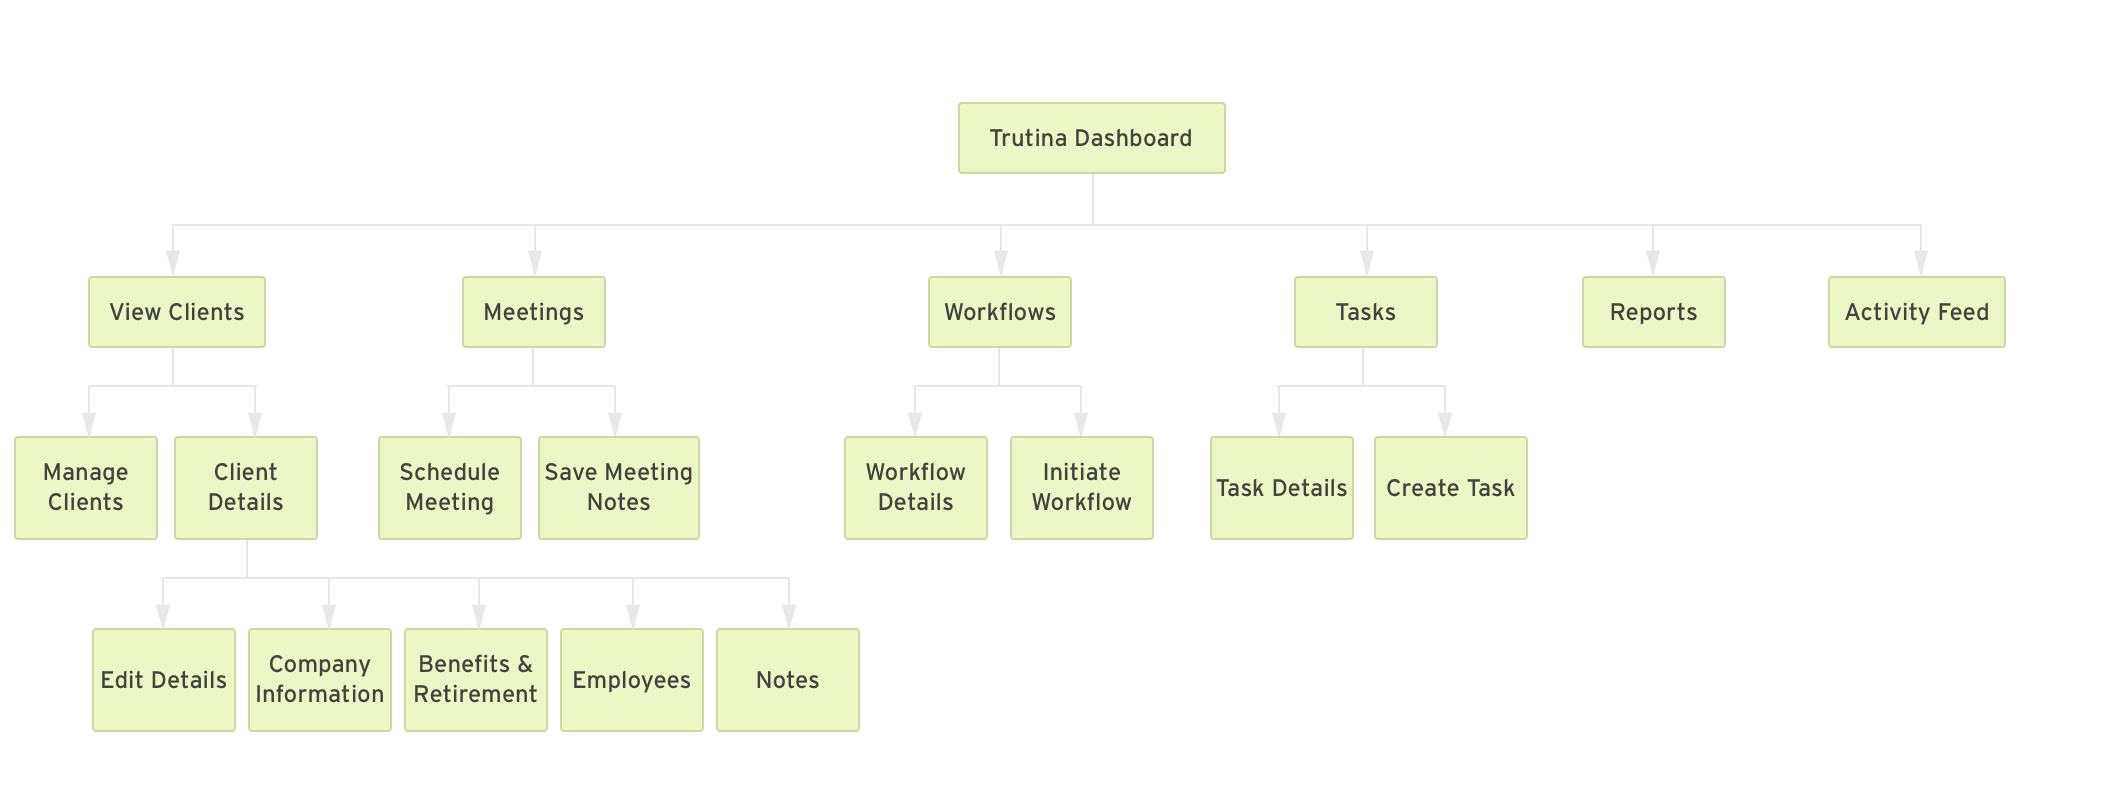 Trutina Dashboard
View Clients
Meetings
Workflows
Tasks
Reports
Activity Feed
Manage
Clients
Client
Details
Schedule
Meeting
Save Meeting
Notes
Workflow
Details
Initiate
Workflow
Task Details
Create Task
Edit Details
Company
Information
Benefits &
Retirement
Employees
Notes